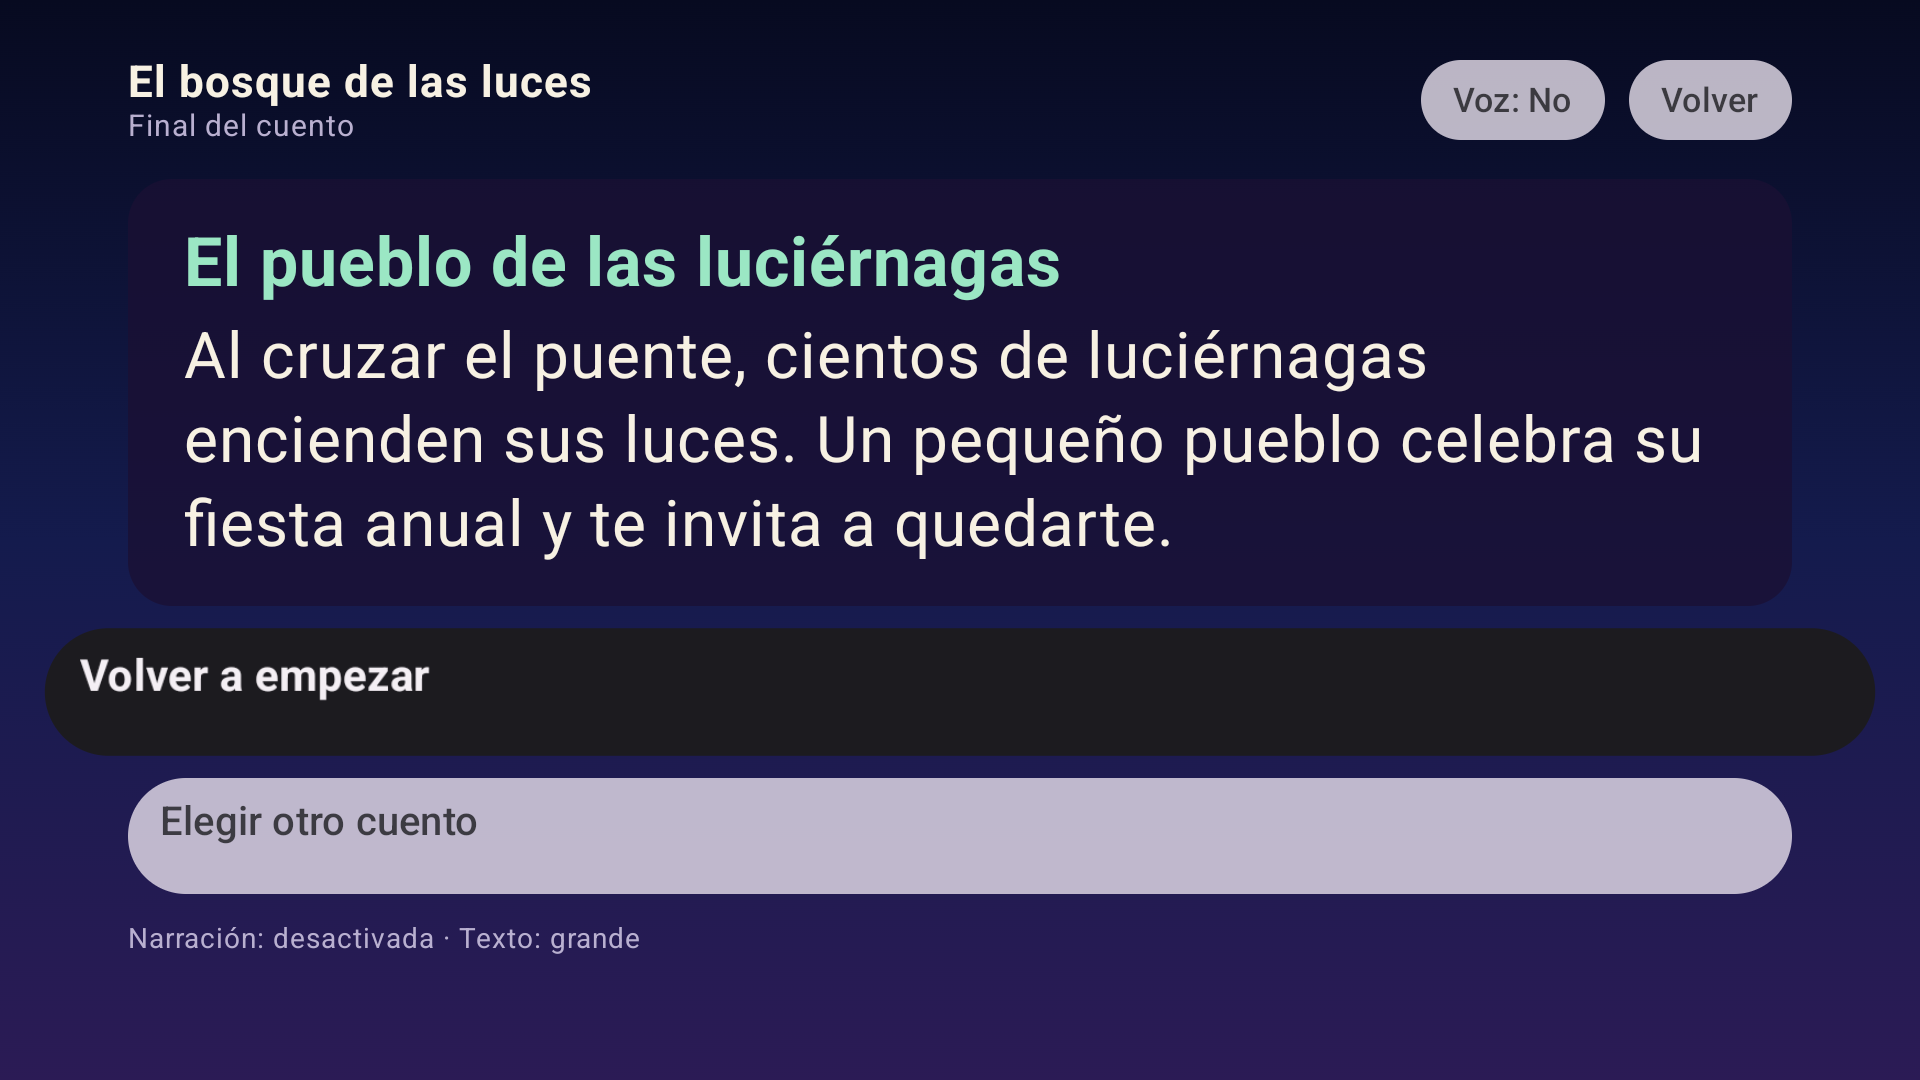 El bosque de las luces
Final del cuento
Voz: No
Volver
El pueblo de las luciérnagas
Al cruzar el puente, cientos de luciérnagas
encienden sus luces. Un pequeño pueblo celebra su
fiesta anual y te invita a quedarte.
Volver a empezar
Elegir otro cuento
Narración: desactivada · Texto: grande